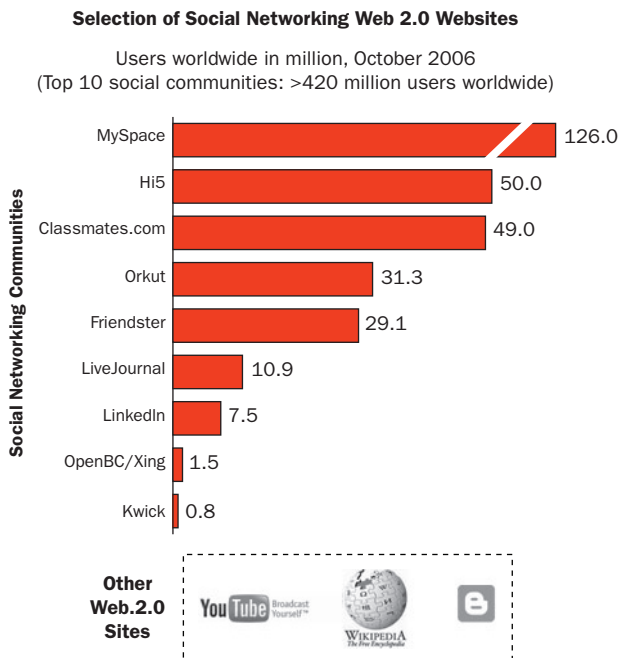 Selection of Social Networking Web 2.0 Websites
Users worldwide in million, October 2006
(Top 10 social communities: >420 million users worldwide)
Social Networking Communities
MySpace 126.0
Hi5 50.0
Classmates.com 49.0
Orkut 31.3
Friendster 29.1
LiveJournal 10.9
LinkedIn 7.5
OpenBC/Xing 1.5
Kwick 0.8
Other
Web.2.0
Sites
YouTube Broadcast
Yourself™
WIKIPEDIA
The Free Encyclopedia